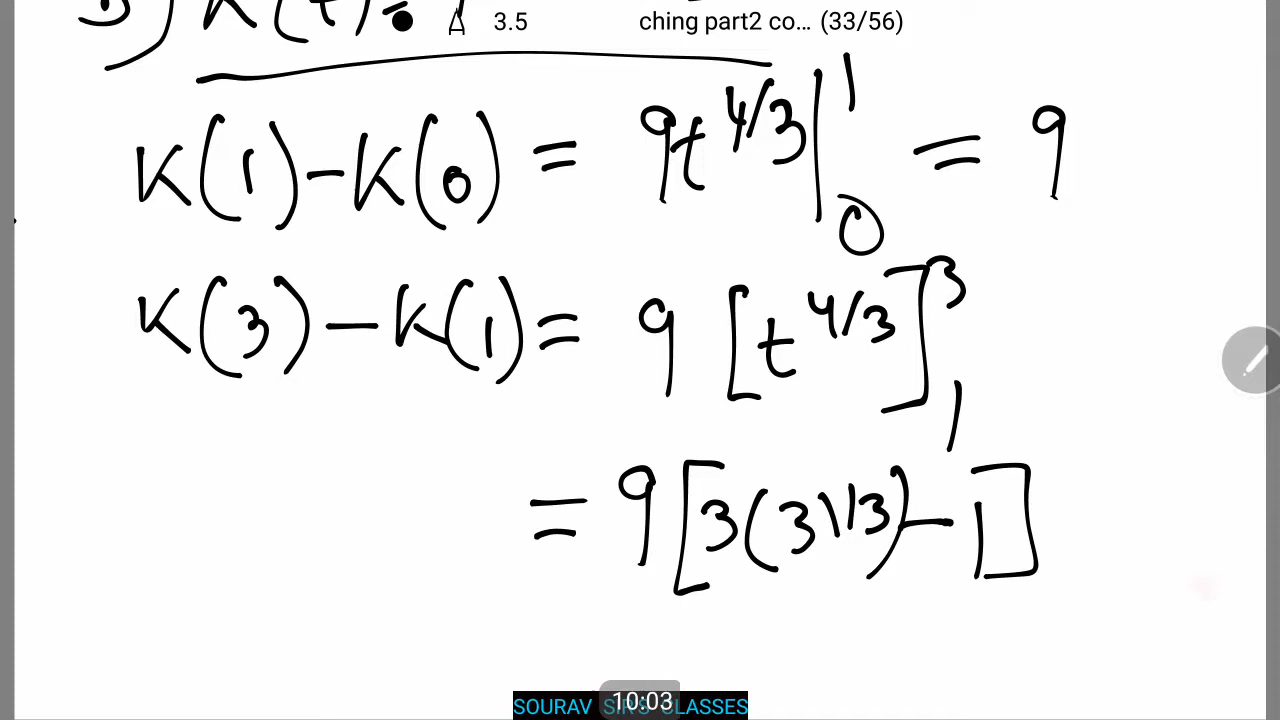 3.5 ching part2 co... (33/56)
K(1)-K(0) = 9t^4/3 |_0^1 = 9
K(3) - K(1) = 9 [t^4/3]_1^3
= 9 [3(3^1/3) - 1]
10:03
SOURAV SIR'S CLASSES